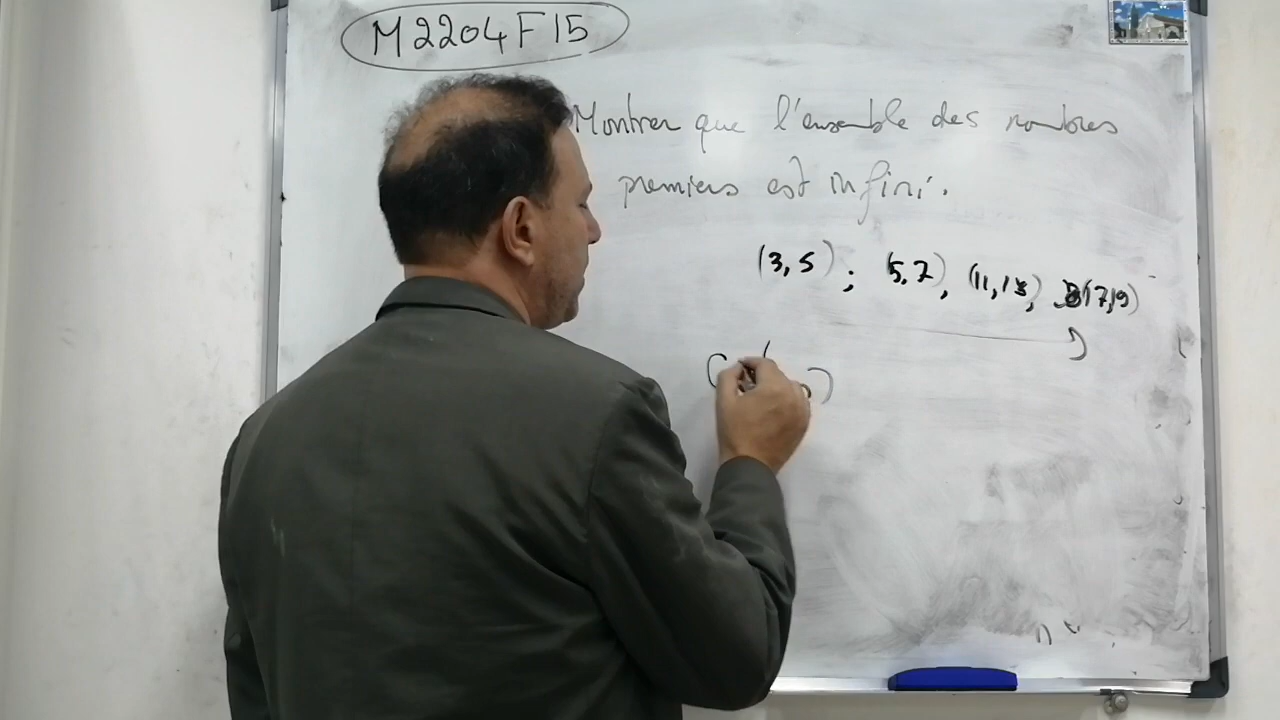 M2204F15
Montrer que l'ensemble des nombres
premiers est infini.
(3,5) ; (5,7), (11,13), (17,19)